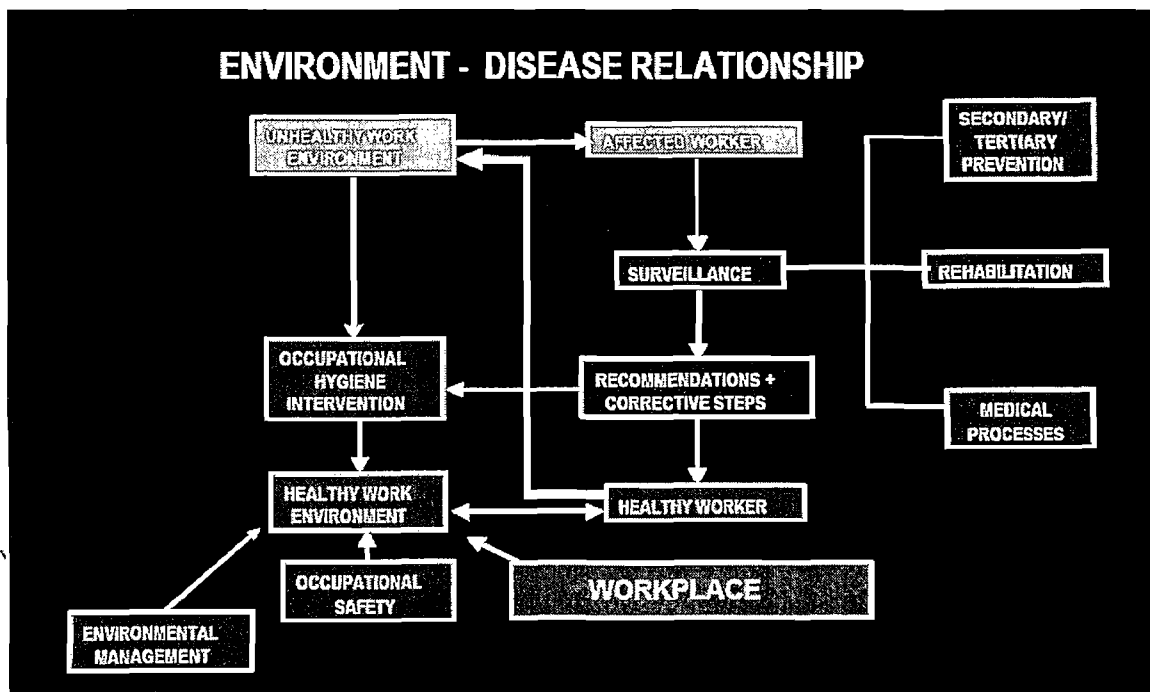 ENVIRONMENT - DISEASE RELATIONSHIP
UNHEALTHY WORK
ENVIRONMENT
AFFECTED WORKER
SECONDARY/
TERTIARY
PREVENTION
SURVEILLANCE
REHABILITATION
OCCUPATIONAL
HYGIENE
INTERVENTION
RECOMMENDATIONS +
CORRECTIVE STEPS
MEDICAL
PROCESSES
HEALTHY WORK
ENVIRONMENT
HEALTHY WORKER
OCCUPATIONAL
SAFETY
WORKPLACE
ENVIRONMENTAL
MANAGEMENT